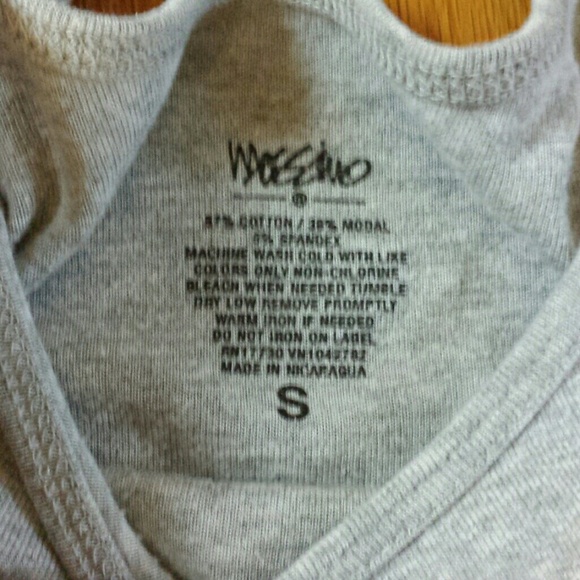 Mossimo
®
57% COTTON / 38% MODAL
5% SPANDEX
MACHINE WASH COLD WITH LIKE
COLORS ONLY NON-CHLORINE
BLEACH WHEN NEEDED TUMBLE
DRY LOW REMOVE PROMPTLY
WARM IRON IF NEEDED
DO NOT IRON ON LABEL
RN17730 VN1042782
MADE IN NICARAGUA
S